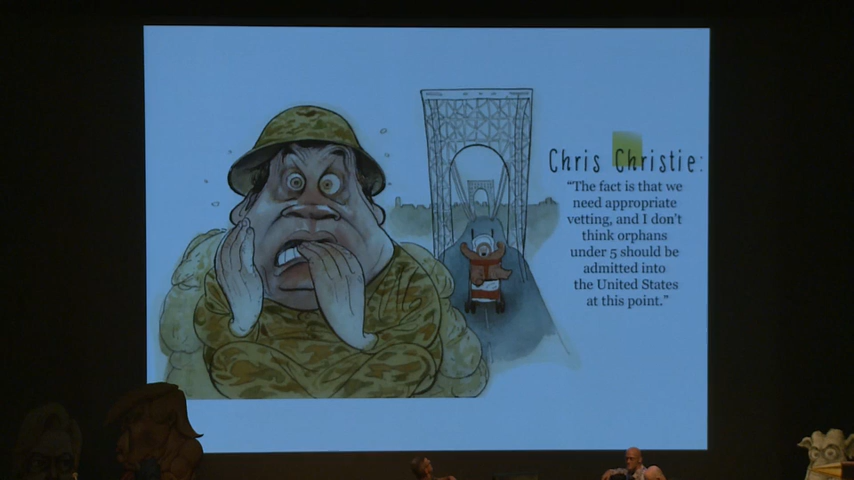 Chris Christie:
“The fact is that we
need appropriate
vetting, and I don’t
think orphans
under 5 should be
admitted into
the United States
at this point.”